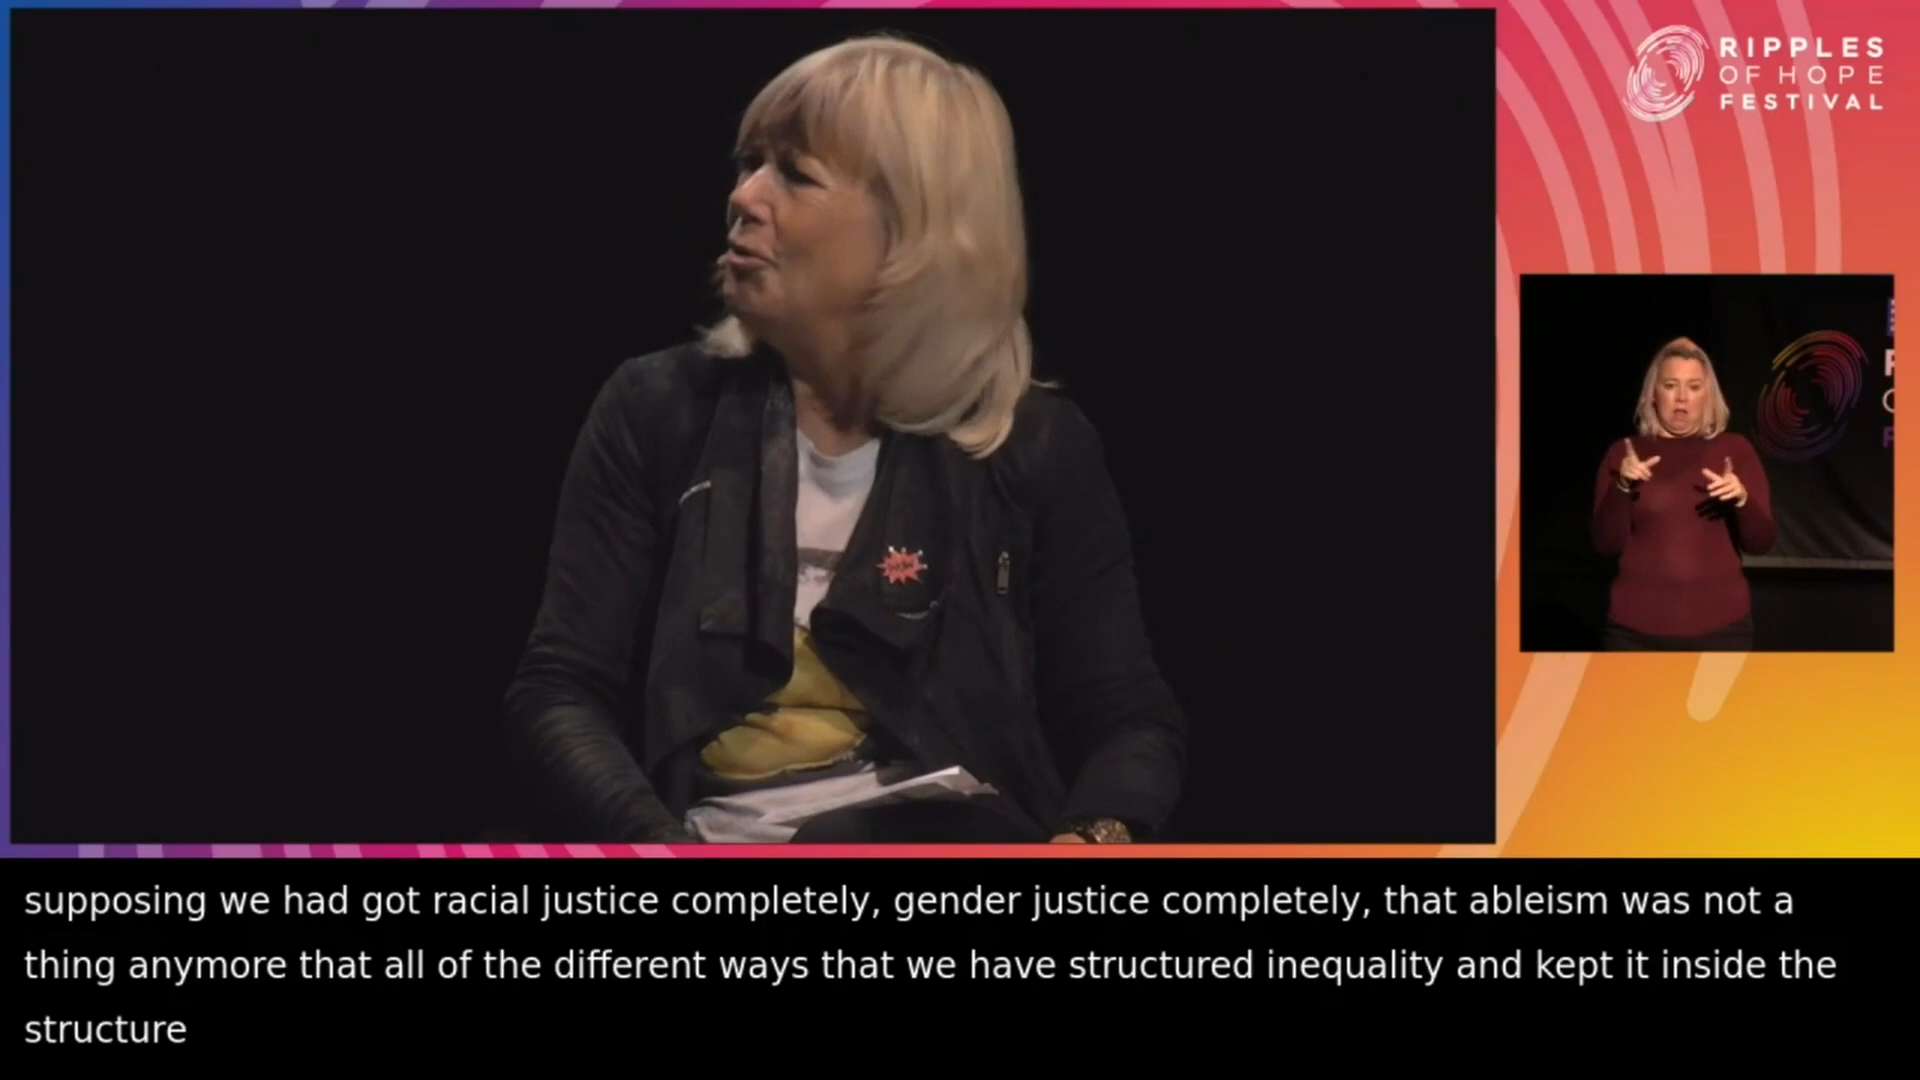 RIPPLES
OF HOPE
FESTIVAL
supposing we had got racial justice completely, gender justice completely, that ableism was not a
thing anymore that all of the different ways that we have structured inequality and kept it inside the
structure